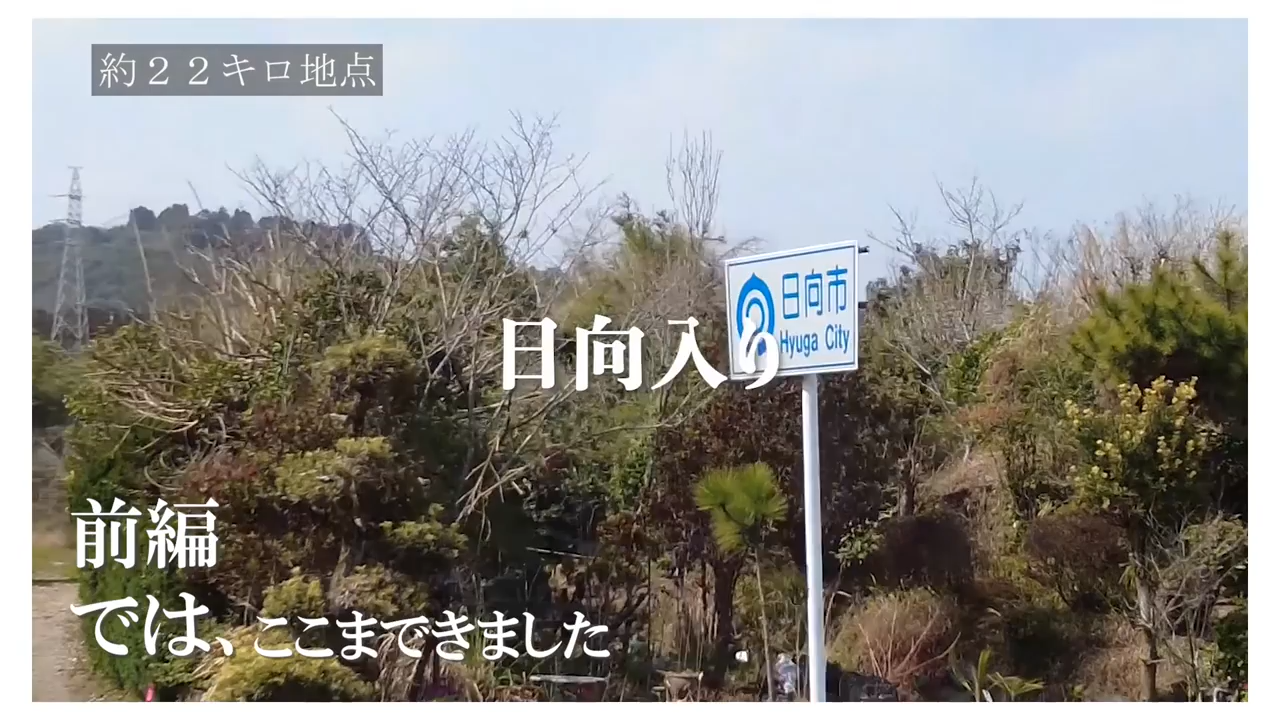 約２２キロ地点
日向市
Hyuga City
日向入り
前編
では、ここまできました